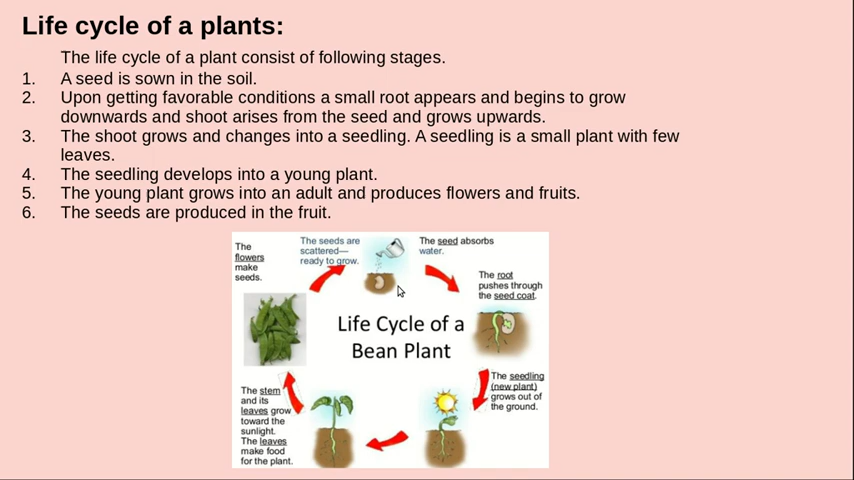 Life cycle of a plants:
The life cycle of a plant consist of following stages.
1. A seed is sown in the soil.
2. Upon getting favorable conditions a small root appears and begins to grow
downwards and shoot arises from the seed and grows upwards.
3. The shoot grows and changes into a seedling. A seedling is a small plant with few
leaves.
4. The seedling develops into a young plant.
5. The young plant grows into an adult and produces flowers and fruits.
6. The seeds are produced in the fruit.
The
flowers
make
seeds.
The seeds are
scattered—
ready to grow.
The seed absorbs
water.
The root
pushes through
the seed coat.
Life Cycle of a
Bean Plant
The seedling
(new plant)
grows out of
the ground.
The stem
and its
leaves grow
toward the
sunlight.
The leaves
make food
for the plant.